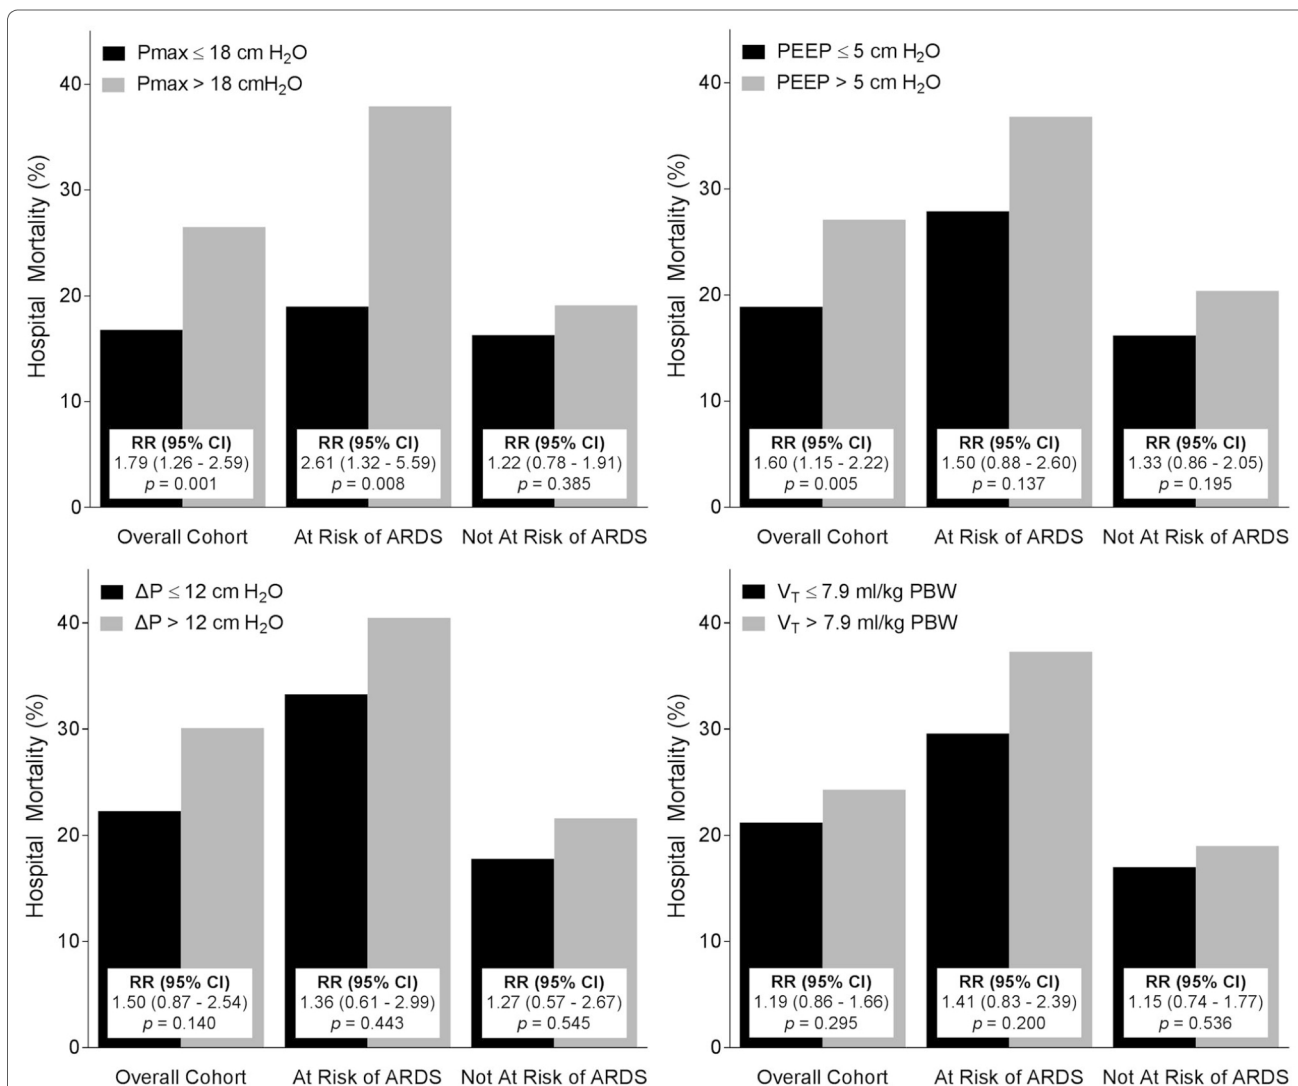 Pmax ≤ 18 cm H₂O
Pmax > 18 cmH₂O
Hospital Mortality (%)
40
30
20
10
0
RR (95% CI)
1.79 (1.26 - 2.59)
p = 0.001
RR (95% CI)
2.61 (1.32 - 5.59)
p = 0.008
RR (95% CI)
1.22 (0.78 - 1.91)
p = 0.385
Overall Cohort
At Risk of ARDS
Not At Risk of ARDS
PEEP ≤ 5 cm H₂O
PEEP > 5 cm H₂O
Hospital Mortality (%)
40
30
20
10
0
RR (95% CI)
1.60 (1.15 - 2.22)
p = 0.005
RR (95% CI)
1.50 (0.88 - 2.60)
p = 0.137
RR (95% CI)
1.33 (0.86 - 2.05)
p = 0.195
Overall Cohort
At Risk of ARDS
Not At Risk of ARDS
ΔP ≤ 12 cm H₂O
ΔP > 12 cm H₂O
Hospital Mortality (%)
40
30
20
10
0
RR (95% CI)
1.50 (0.87 - 2.54)
p = 0.140
RR (95% CI)
1.36 (0.61 - 2.99)
p = 0.443
RR (95% CI)
1.27 (0.57 - 2.67)
p = 0.545
Overall Cohort
At Risk of ARDS
Not At Risk of ARDS
V_T ≤ 7.9 ml/kg PBW
V_T > 7.9 ml/kg PBW
Hospital Mortality (%)
40
30
20
10
0
RR (95% CI)
1.19 (0.86 - 1.66)
p = 0.295
RR (95% CI)
1.41 (0.83 - 2.39)
p = 0.200
RR (95% CI)
1.15 (0.74 - 1.77)
p = 0.536
Overall Cohort
At Risk of ARDS
Not At Risk of ARDS